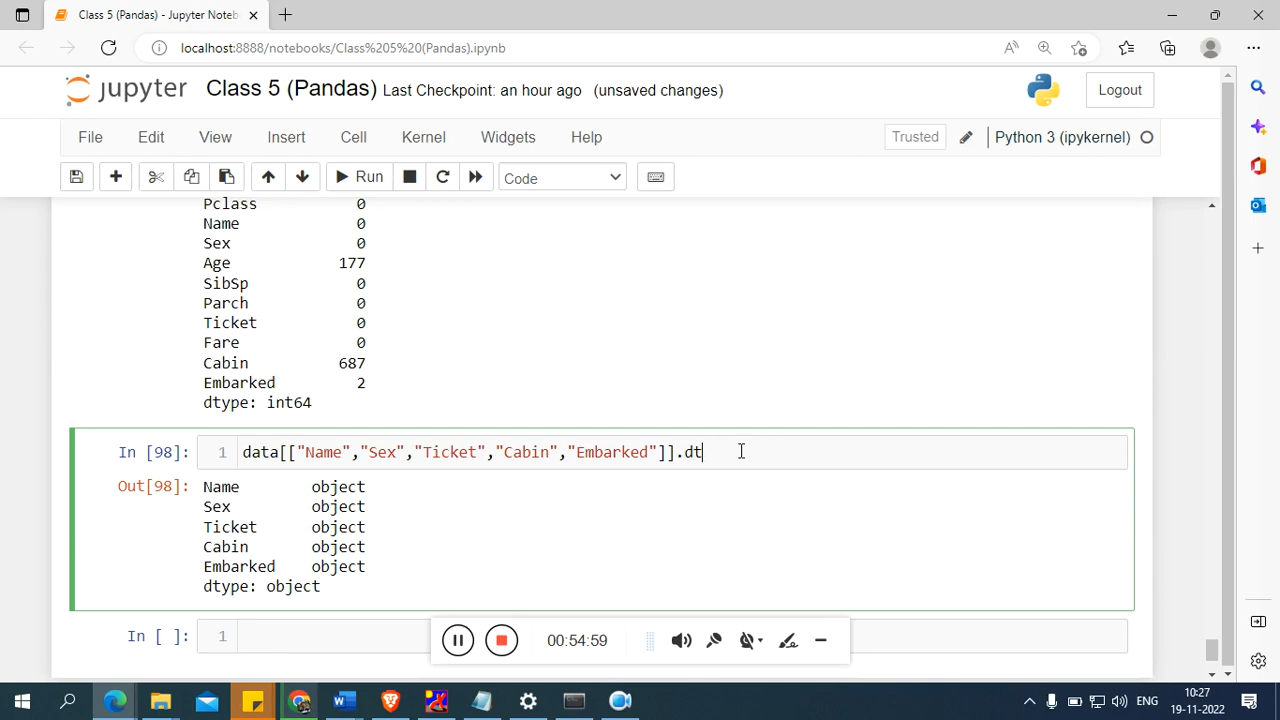 Class 5 (Pandas) - Jupyter Noteb
localhost:8888/notebooks/Class%205%20(Pandas).ipynb
jupyter Class 5 (Pandas) Last Checkpoint: an hour ago (unsaved changes) Logout
File Edit View Insert Cell Kernel Widgets Help Trusted Python 3 (ipykernel)
Run Code
Pclass 0
Name 0
Sex 0
Age 177
SibSp 0
Parch 0
Ticket 0
Fare 0
Cabin 687
Embarked 2
dtype: int64
In [98]: 1 data[["Name","Sex","Ticket","Cabin","Embarked"]].dt
Out[98]: Name object
Sex object
Ticket object
Cabin object
Embarked object
dtype: object
In [ ]: 1
00:54:59
ENG 10:27
19-11-2022